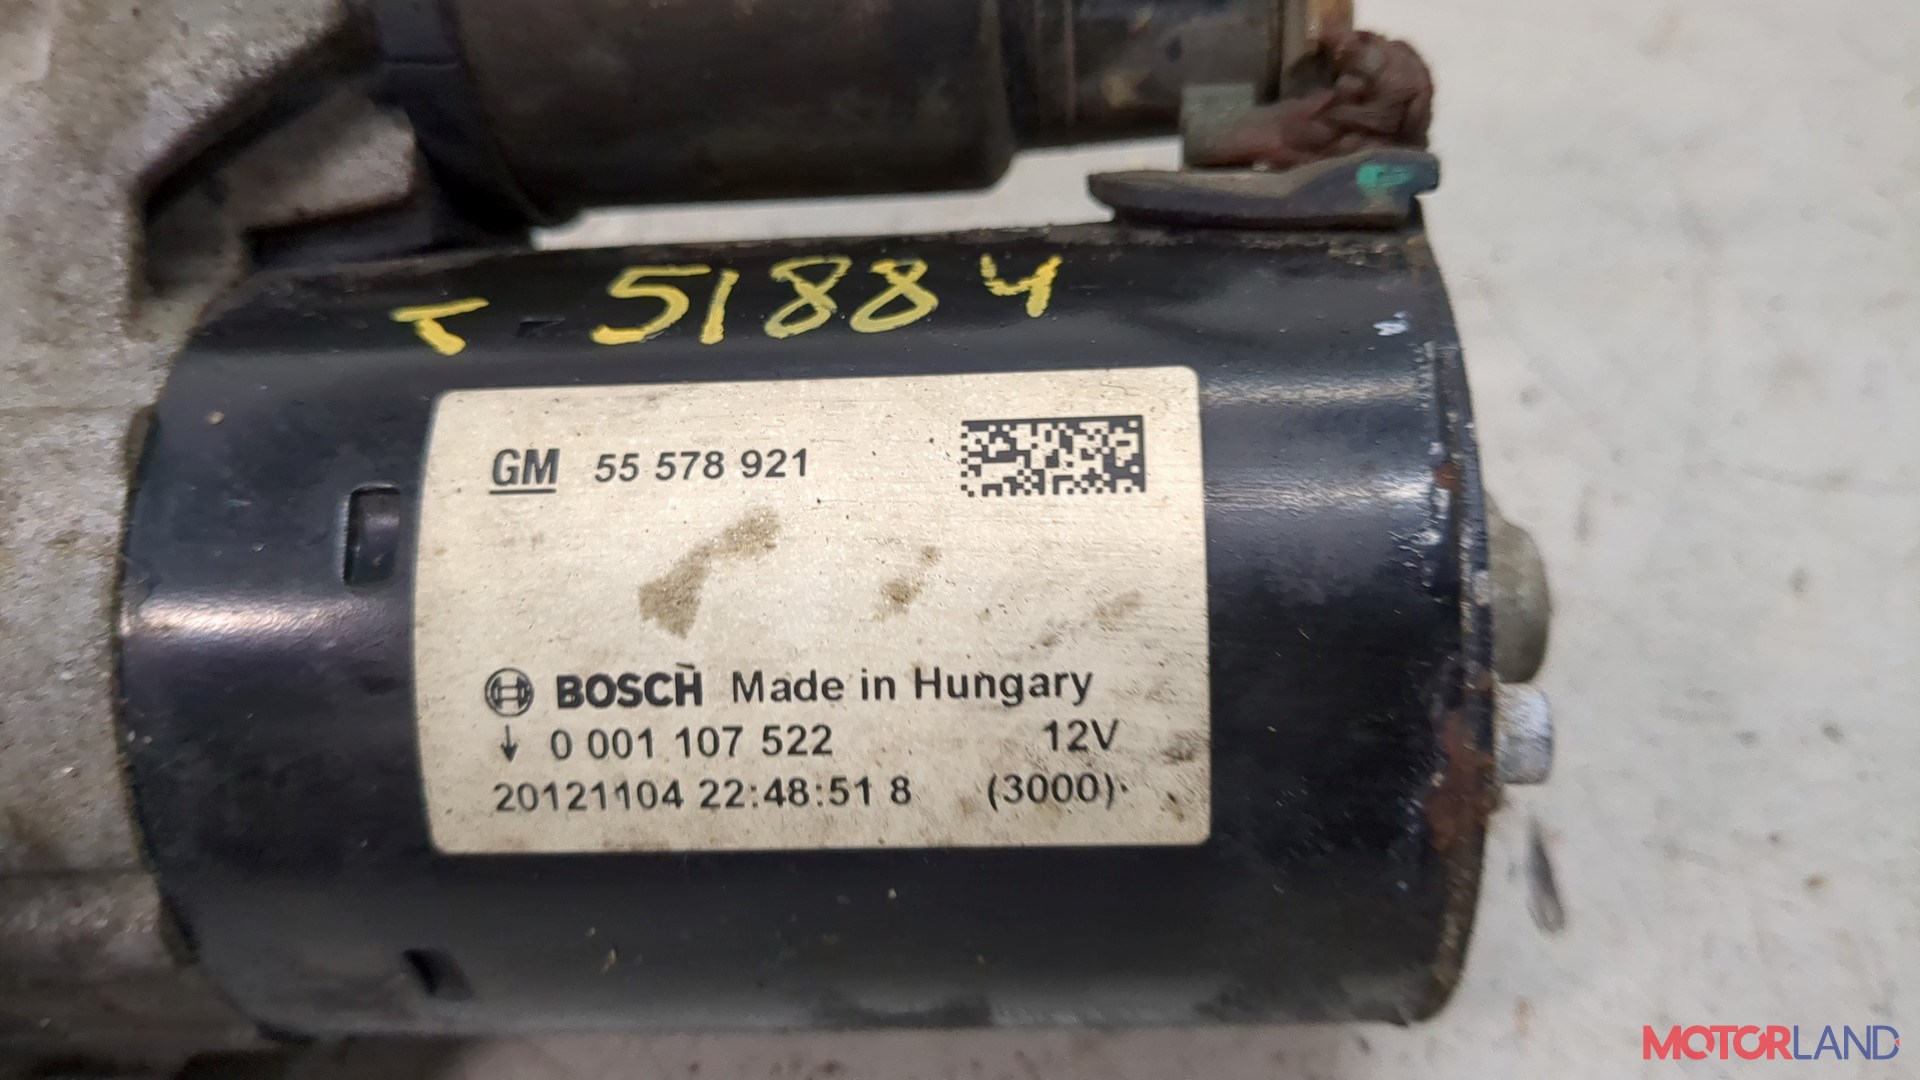 51884
GM 55 578 921
BOSCH Made in Hungary
↓ 0 001 107 522 12V
20121104 22:48:51 8 (3000)
MOTORLAND